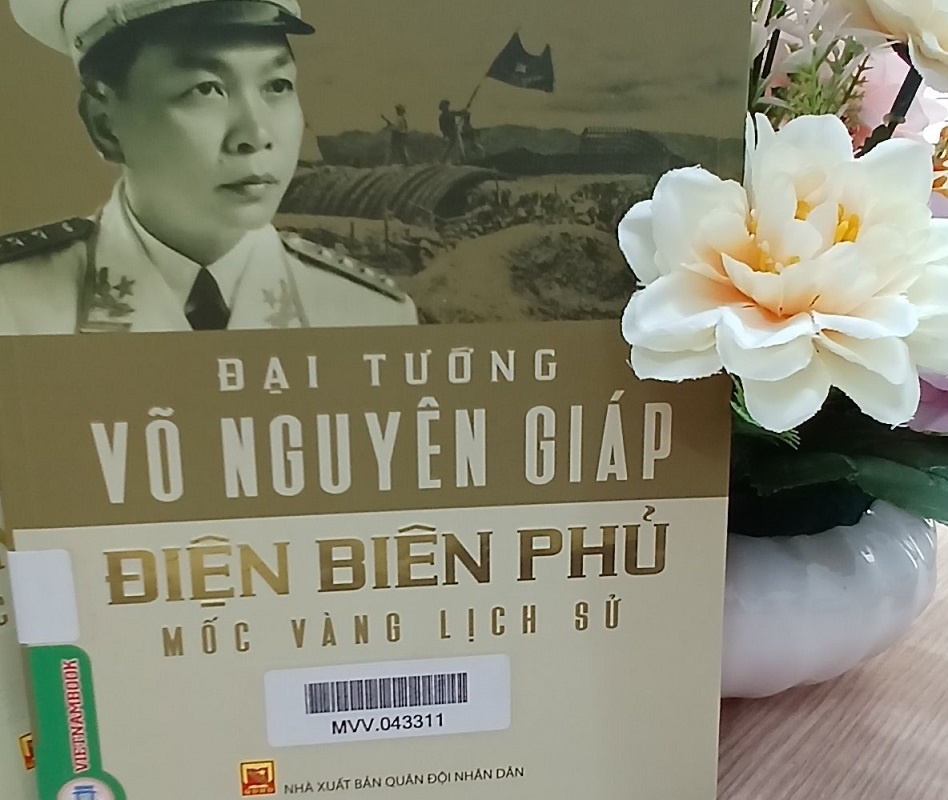 ĐẠI TƯỚNG
VÕ NGUYÊN GIÁP
ĐIỆN BIÊN PHỦ
MỐC VÀNG LỊCH SỬ
MVV.043311
VIETNAMBOOK
NHÀ XUẤT BẢN QUÂN ĐỘI NHÂN DÂN